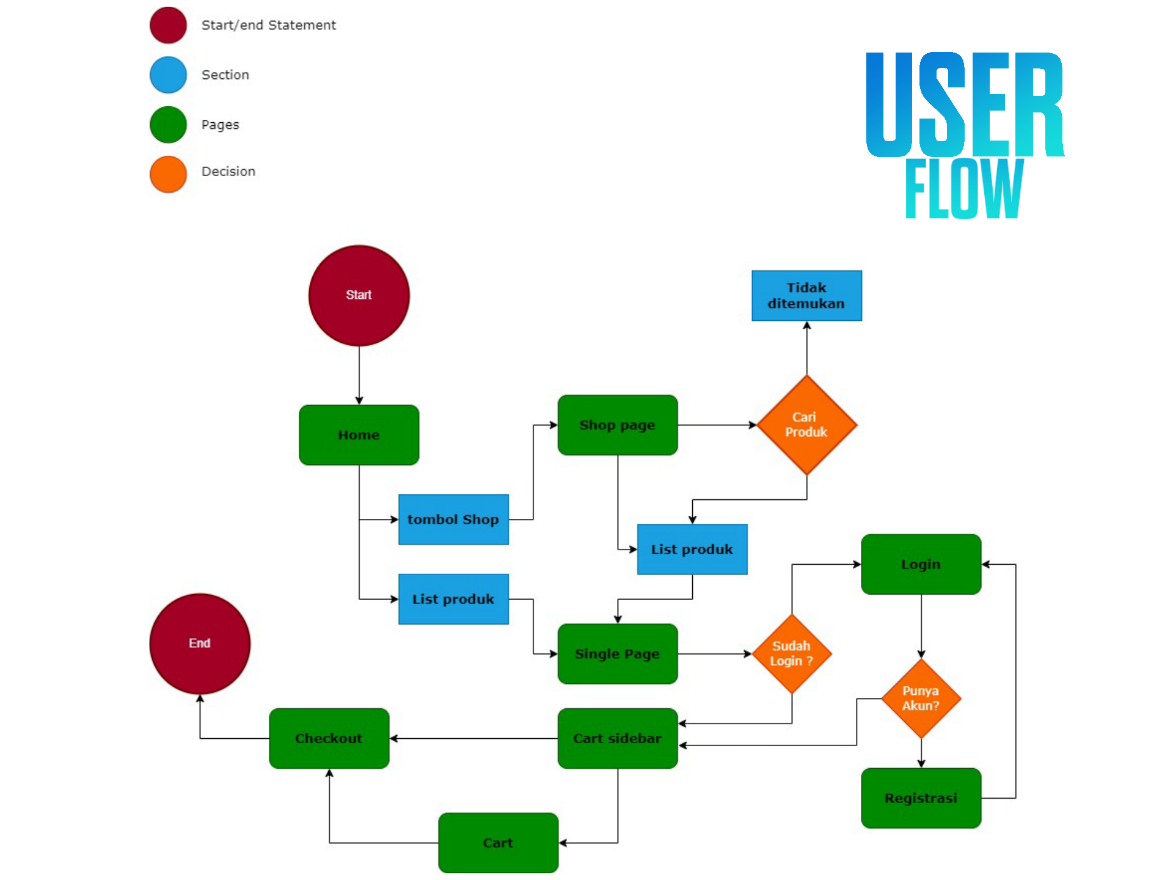 Start/end Statement
Section
Pages
Decision
USER
FLOW
Start
Tidak
ditemukan
Home
Shop page
Cari
Produk
tombol Shop
List produk
List produk
Login
End
Single Page
Sudah
Login ?
Punya
Akun?
Checkout
Cart sidebar
Registrasi
Cart